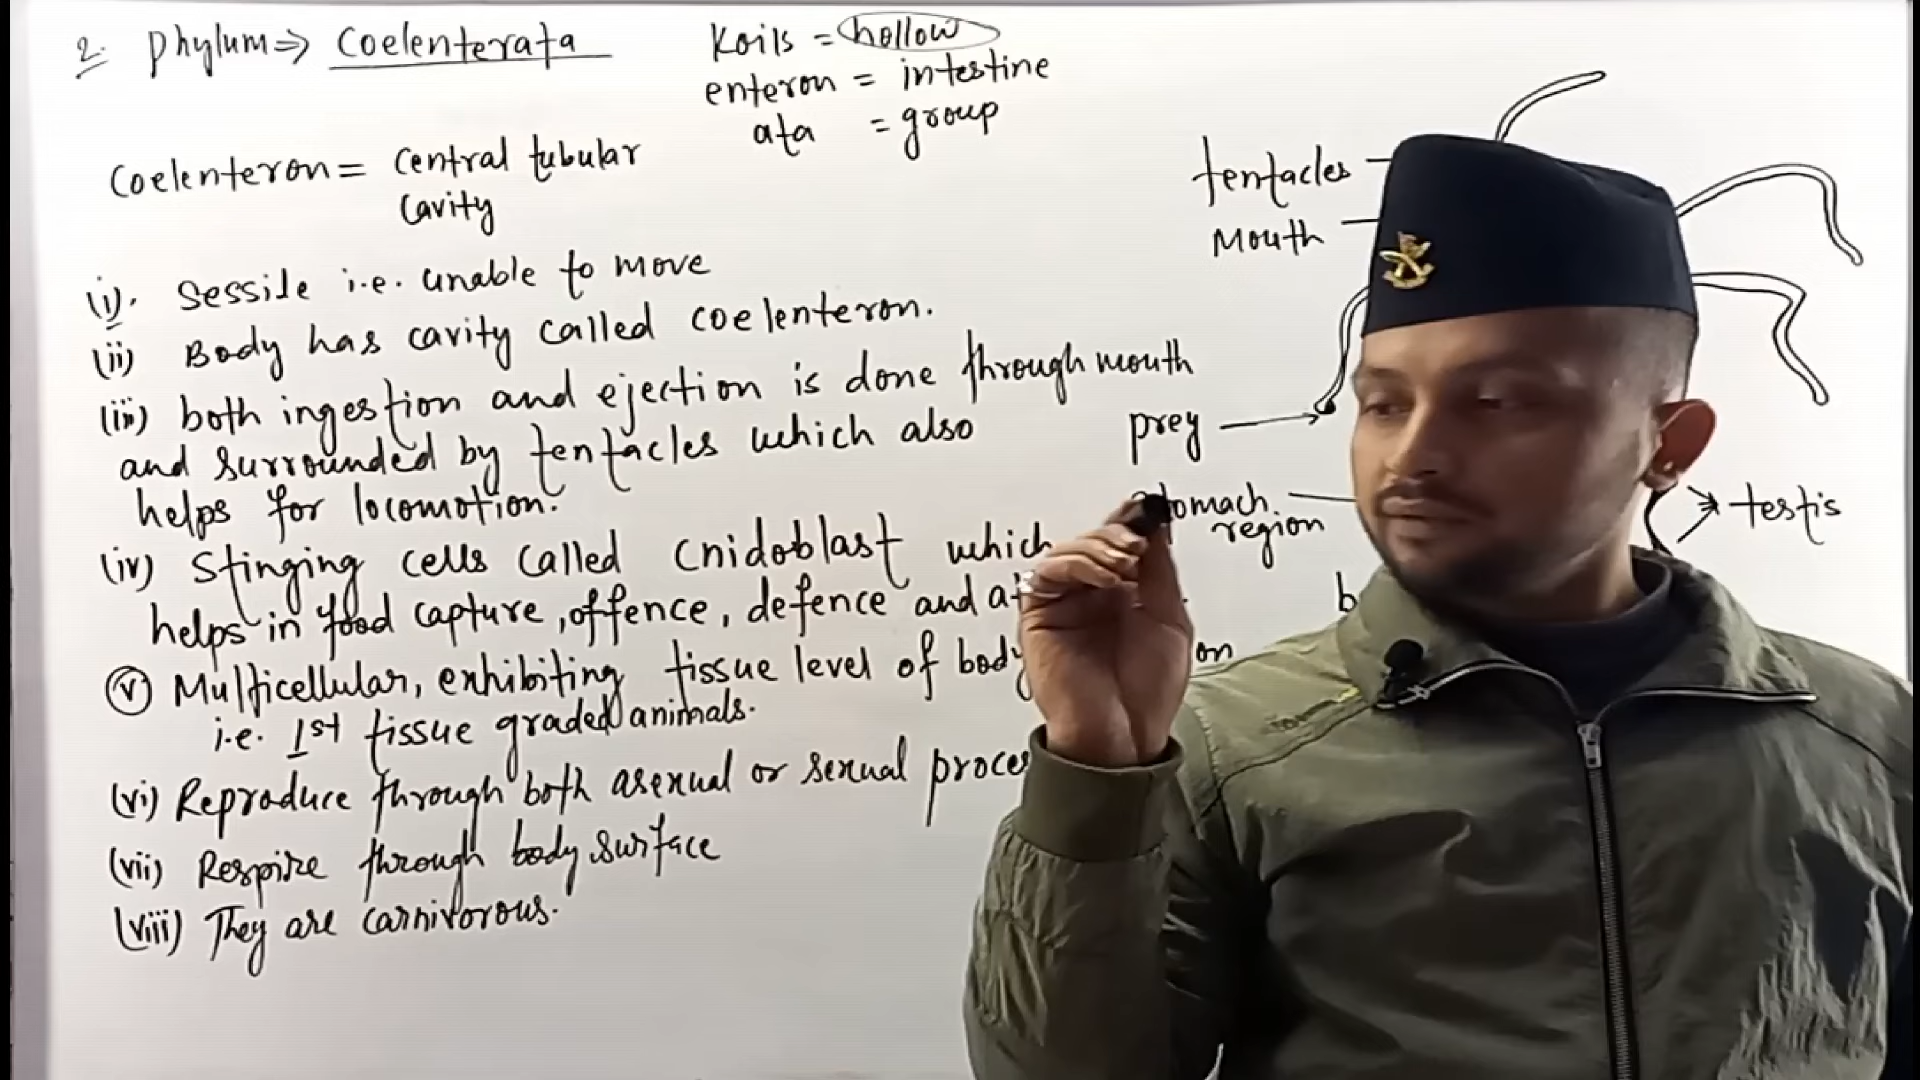 2. Phylum ⇒ Coelenterata
Koils = hollow
enteron = intestine
ata = group
Coelenteron = central tubular
cavity
(i). Sessile i.e. unable to move
(ii) Body has cavity called coelenteron.
(iii) both ingestion and ejection is done through mouth
and surrounded by tentacles which also
helps for locomotion.
(iv) Stinging cells called Cnidoblast which
helps in food capture, offence, defence and
(v) Multicellular, exhibiting tissue level of body
i.e. 1st tissue graded animals.
(vi) Reproduce through both asexual or sexual
(vii) Respire through body surface
(viii) They are carnivorous.
tentacles
Mouth
prey
region
testis